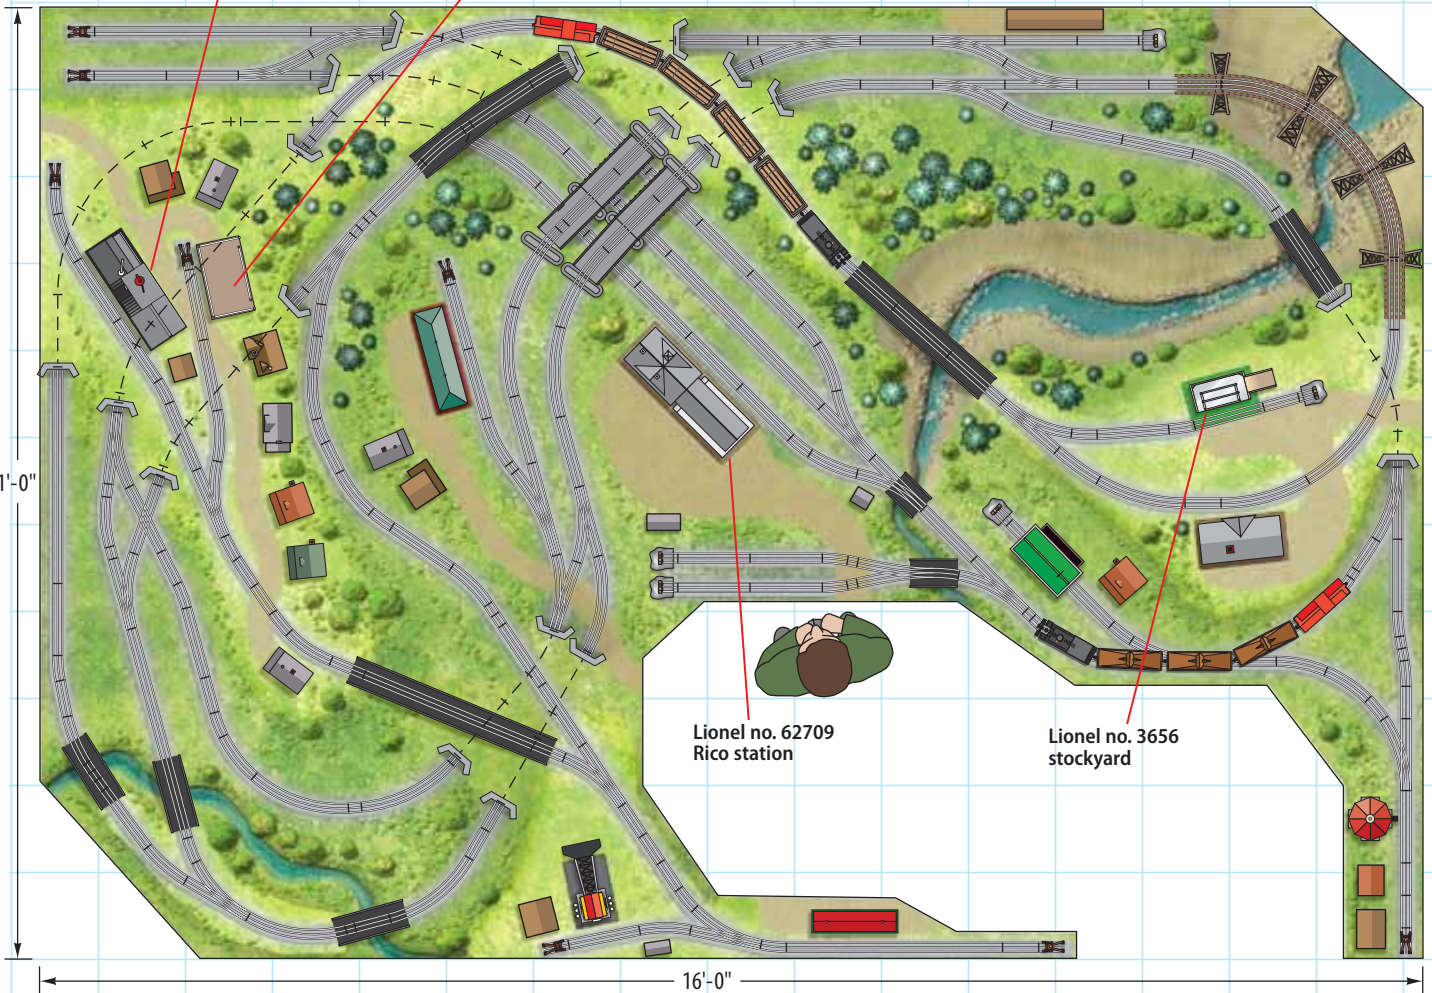 1'-0"
Lionel no. 62709
Rico station
Lionel no. 3656
stockyard
16'-0"